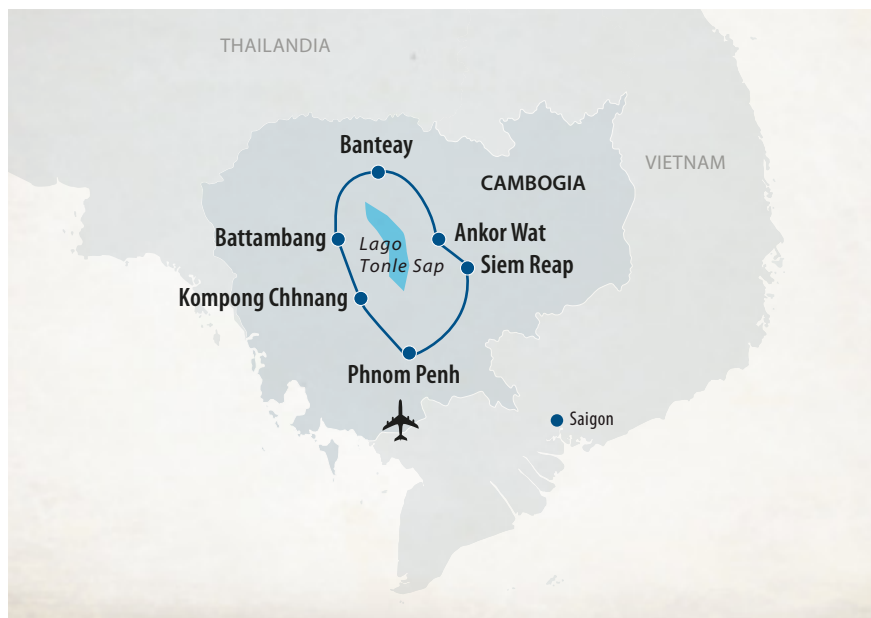 THAILANDIA
Banteay
VIETNAM
CAMBOGIA
Battambang
Lago
Tonle Sap
Ankor Wat
Siem Reap
Kompong Chhnang
Phnom Penh
Saigon